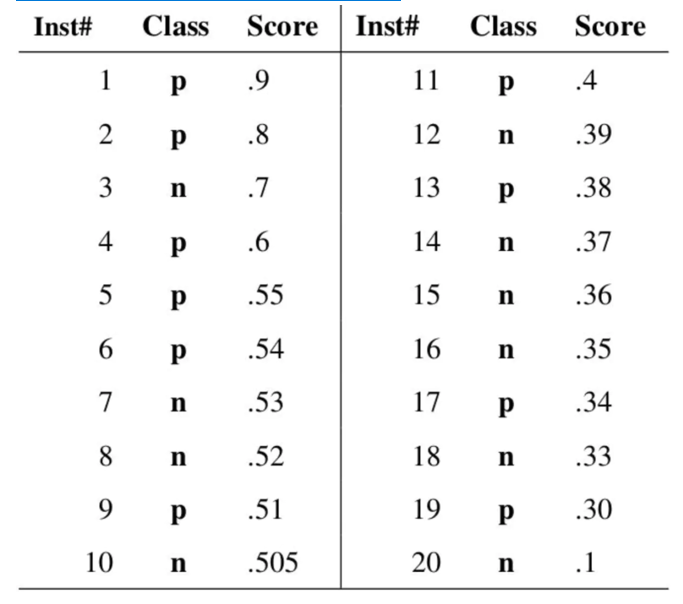 Inst# Class Score Inst# Class Score
1 p .9 11 p .4
2 p .8 12 n .39
3 n .7 13 p .38
4 p .6 14 n .37
5 p .55 15 n .36
6 p .54 16 n .35
7 n .53 17 p .34
8 n .52 18 n .33
9 p .51 19 p .30
10 n .505 20 n .1